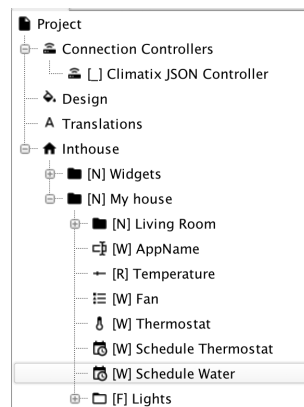 Project
Connection Controllers
[_] Climatix JSON Controller
Design
Translations
Inthouse
[N] Widgets
[N] My house
[N] Living Room
[W] AppName
[R] Temperature
[W] Fan
[W] Thermostat
[W] Schedule Thermostat
[W] Schedule Water
[F] Lights